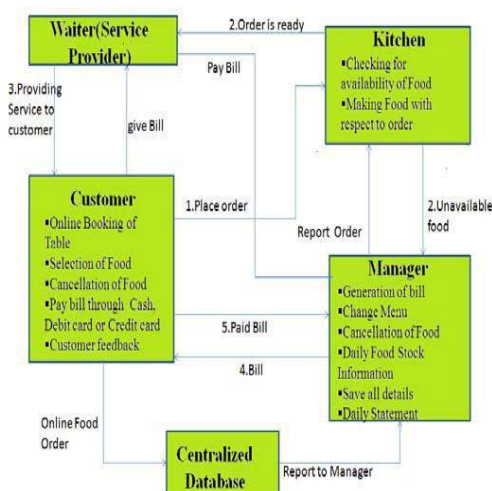 2.Order is ready
Waiter(Service
Provider)
Kitchen
▪Checking for
availability of Food
▪Making Food with
respect to order
Pay Bill
3.Providing
Service to
customer
give Bill
Customer
▪Online Booking of
Table
▪Selection of Food
▪Cancellation of Food
▪Pay bill through Cash,
Debit card or Credit card
▪Customer feedback
1.Place order
Report Order
2.Unavailable
food
Manager
▪Generation of bill
▪Change Menu
▪Cancellation of Food
▪Daily Food Stock
Information
▪Save all details
▪Daily Statement
5.Paid Bill
4.Bill
Online Food
Order
Centralized
Database
Report to Manager